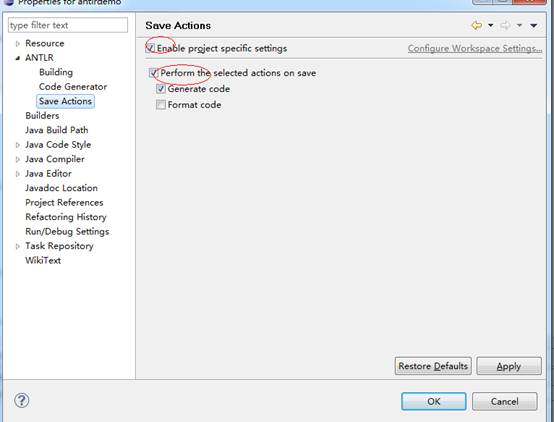 Properties for antlrdemo
type filter text
Save Actions
Resource
ANTLR
Building
Code Generator
Save Actions
Builders
Java Build Path
Java Code Style
Java Compiler
Java Editor
Javadoc Location
Project References
Refactoring History
Run/Debug Settings
Task Repository
WikiText
Enable project specific settings
Configure Workspace Settings...
Perform the selected actions on save
Generate code
Format code
Restore Defaults
Apply
OK
Cancel